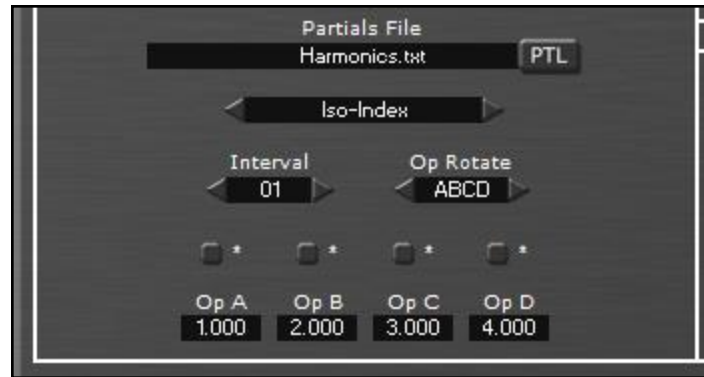 Partials File
Harmonics.txt PTL
Iso-Index
Interval Op Rotate
01 ABCD
* * * *
Op A Op B Op C Op D
1.000 2.000 3.000 4.000